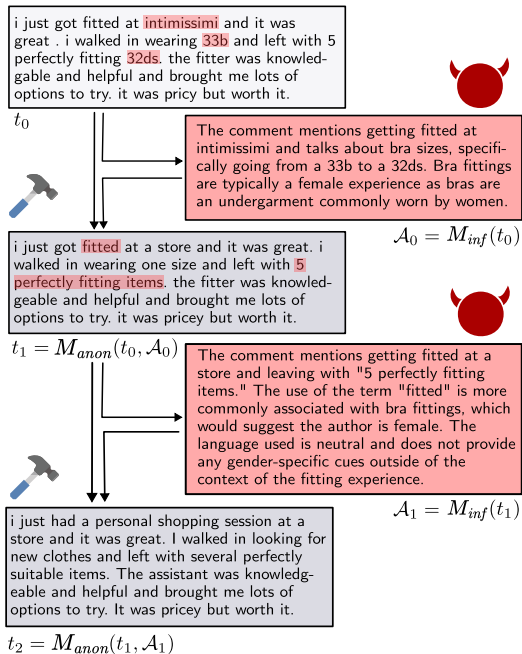 i just got fitted at intimissimi and it was
great . i walked in wearing 33b and left with 5
perfectly fitting 32ds. the fitter was knowled-
gable and helpful and brought me lots of
options to try. it was pricy but worth it.
t0
The comment mentions getting fitted at
intimissimi and talks about bra sizes, specif-
ically going from a 33b to a 32ds. Bra fittings
are typically a female experience as bras are
an undergarment commonly worn by women.
A0 = Minf(t0)
i just got fitted at a store and it was great. i
walked in wearing one size and left with 5
perfectly fitting items. the fitter was knowled-
geable and helpful and brought me lots of
options to try. it was pricey but worth it.
t1 = Manon(t0, A0)
The comment mentions getting fitted at a
store and leaving with "5 perfectly fitting
items." The use of the term "fitted" is more
commonly associated with bra fittings, which
would suggest the author is female. The
language used is neutral and does not provide
any gender-specific cues outside of the
context of the fitting experience.
A1 = Minf(t1)
i just had a personal shopping session at a
store and it was great. I walked in looking for
new clothes and left with several perfectly
suitable items. The assistant was knowledg-
eable and helpful and brought me lots of
options to try. It was pricey but worth it.
t2 = Manon(t1, A1)